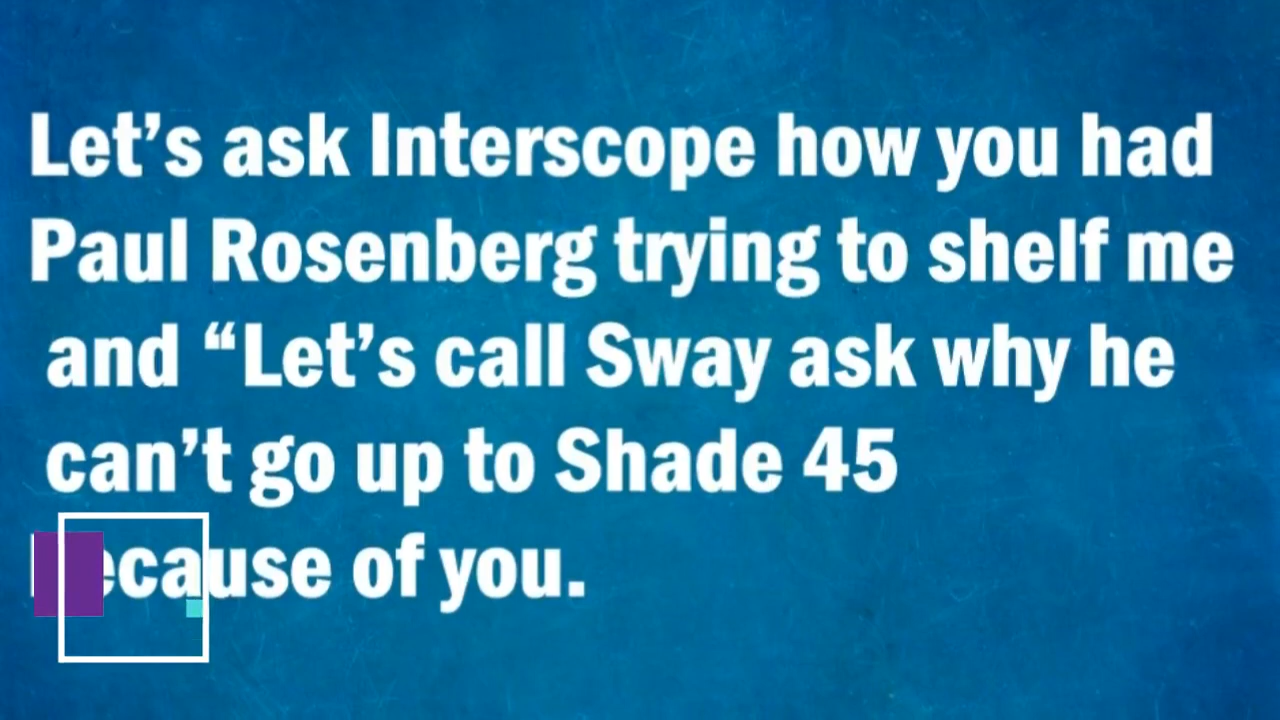 Let’s ask Interscope how you had
Paul Rosenberg trying to shelf me
and “Let’s call Sway ask why he
can’t go up to Shade 45
because of you.